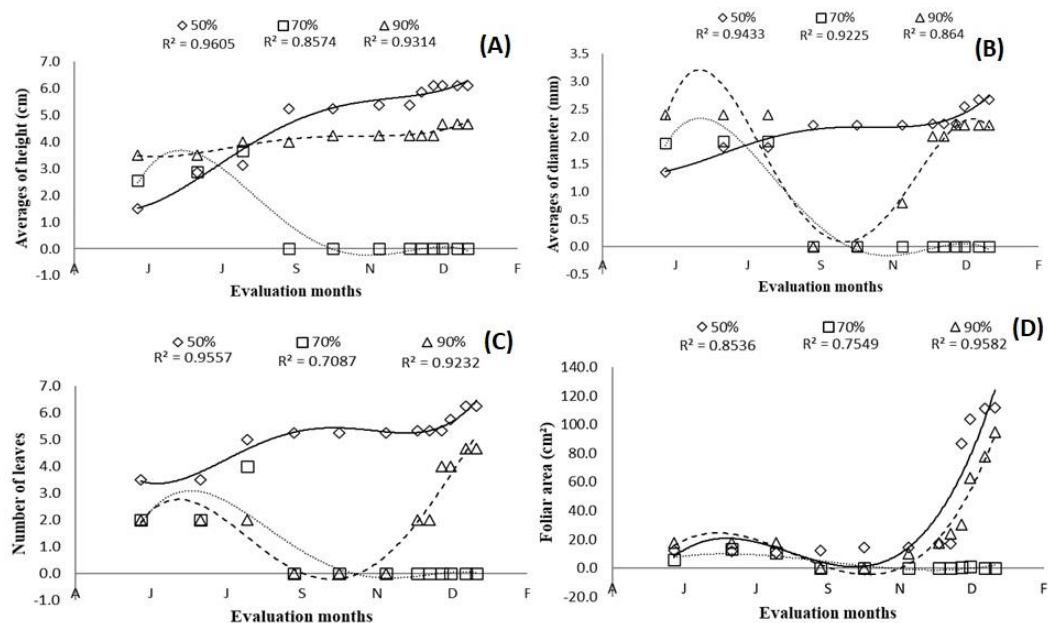 50% 70% 90%
R² = 0.9605 R² = 0.8574 R² = 0.9314
(A)
Averages of height (cm)
7.0
6.0
5.0
4.0
3.0
2.0
1.0
0.0
-1.0
A J J S N D F
Evaluation months
50% 70% 90%
R² = 0.9433 R² = 0.9225 R² = 0.864
(B)
Averages of diameter (mm)
3.5
3.0
2.5
2.0
1.5
1.0
0.5
0.0
-0.5
A J J S N D F
Evaluation months
50% 70% 90%
R² = 0.9557 R² = 0.7087 R² = 0.9232
(C)
Number of leaves
7.0
6.0
5.0
4.0
3.0
2.0
1.0
0.0
-1.0
A J J S N D F
Evaluation months
50% 70% 90%
R² = 0.8536 R² = 0.7549 R² = 0.9582
(D)
Foliar area (cm²)
140.0
120.0
100.0
80.0
60.0
40.0
20.0
0.0
-20.0
A J J S N D F
Evaluation months